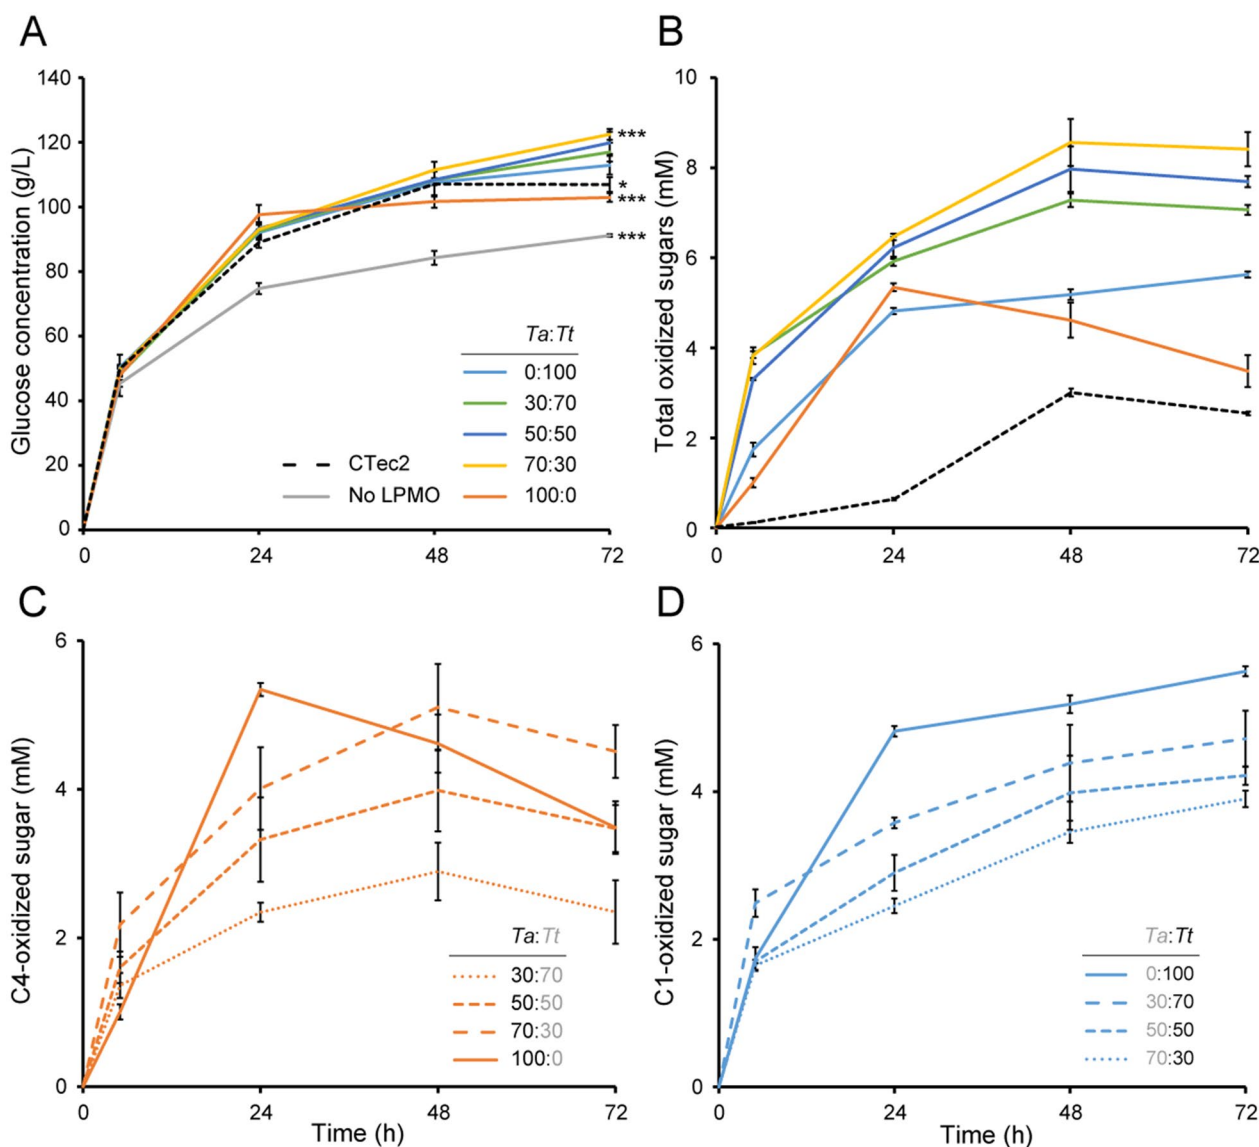 A
Glucose concentration (g/L)
140
120
100
80
60
40
20
0
0 24 48 72
***
*
***
***
Ta:Tt
0:100
30:70
50:50
70:30
100:0
CTec2
No LPMO
B
Total oxidized sugars (mM)
10
8
6
4
2
0
0 24 48 72
C
C4-oxidized sugar (mM)
6
4
2
0
0 24 48 72
Time (h)
Ta:Tt
30:70
50:50
70:30
100:0
D
C1-oxidized sugar (mM)
6
4
2
0
0 24 48 72
Time (h)
Ta:Tt
0:100
30:70
50:50
70:30